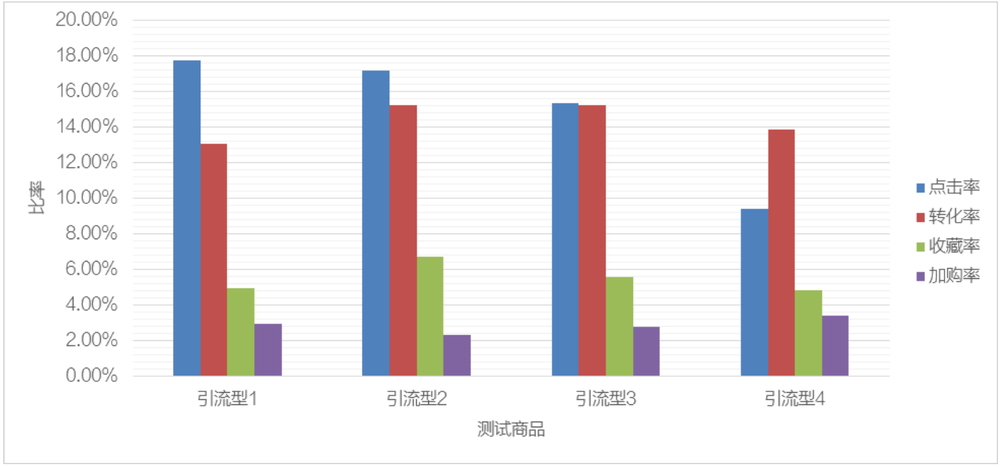 20.00%
18.00%
16.00%
14.00%
12.00%
10.00%
8.00%
6.00%
4.00%
2.00%
0.00%
比率
引流型1
引流型2
引流型3
引流型4
测试商品
点击率
转化率
收藏率
加购率